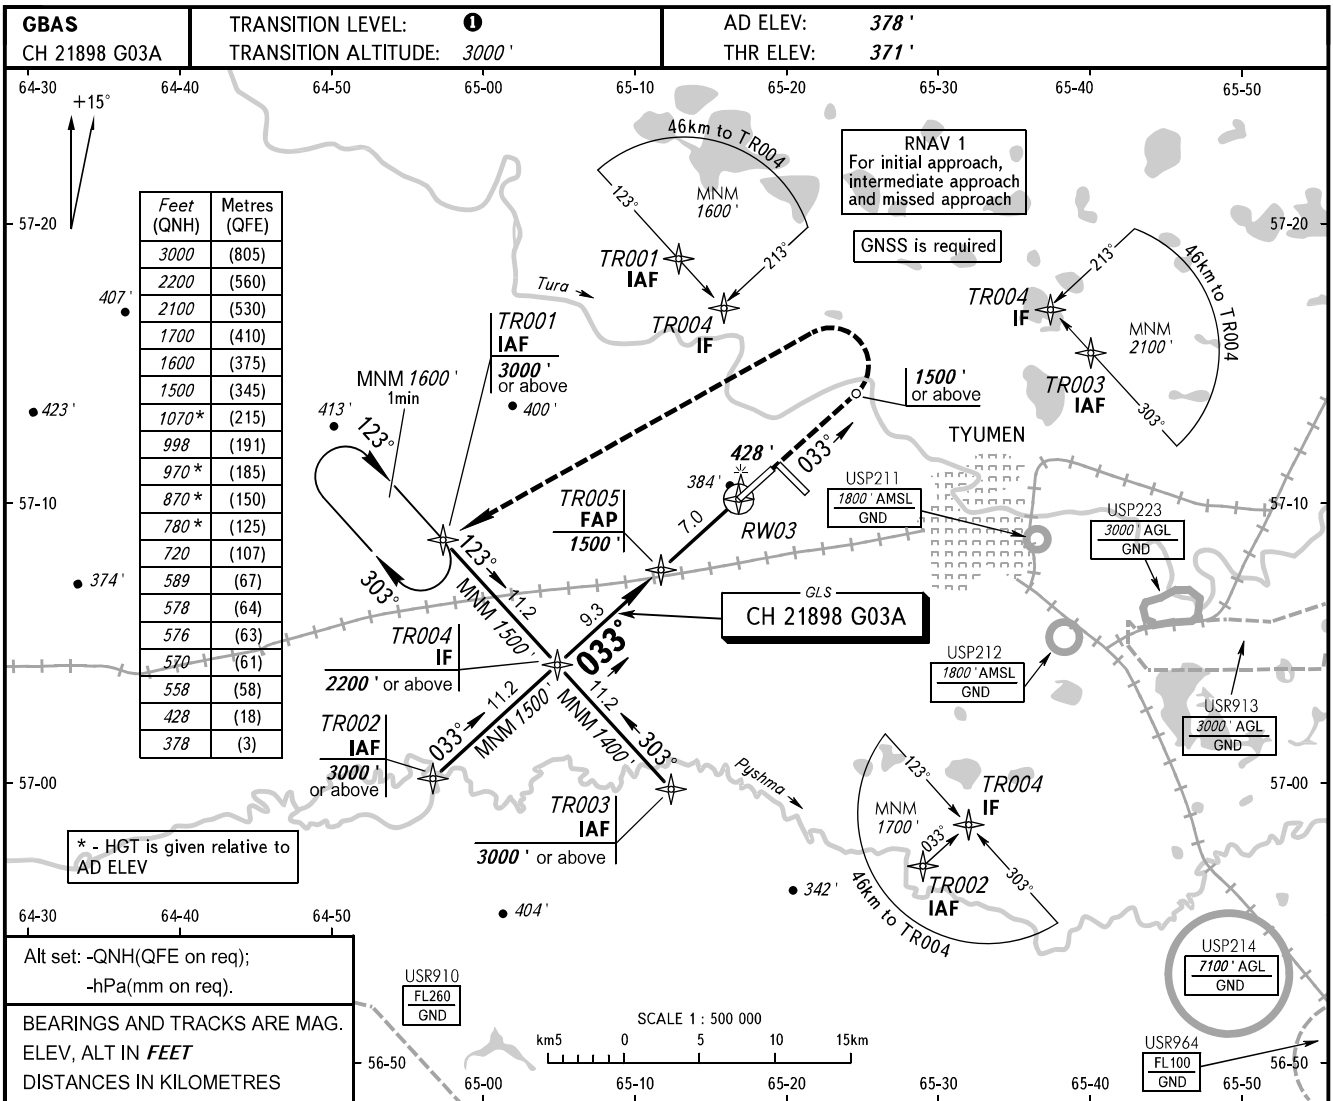 GBAS
CH 21898 G03A
TRANSITION LEVEL: ❶
TRANSITION ALTITUDE: 3000'
AD ELEV: 378'
THR ELEV: 371'
64-30 64-40 64-50 65-00 65-10 65-20 65-30 65-40 65-50
+15°
57-20
57-20
57-10
57-10
57-00
57-00
Feet (QNH) Metres (QFE)
3000 (805)
2200 (560)
2100 (530)
1700 (410)
1600 (375)
1500 (345)
1070* (215)
998 (191)
970* (185)
870* (150)
780* (125)
720 (107)
589 (67)
578 (64)
576 (63)
570 (61)
558 (58)
428 (18)
378 (3)
46km to TR004
MNM
1600'
123°
213°
TR001
IAF
TR004
IF
RNAV 1
For initial approach,
intermediate approach
and missed approach
GNSS is required
TR004
IF
213°
46km to TR004
MNM
2100'
TR003
IAF
303°
Tura
407'
423'
374'
413'
400'
MNM 1600'
1min
123°
303°
TR001
IAF
3000'
or above
1500'
or above
033°
428'
384'
RW03
7.0
TR005
FAP
1500'
TYUMEN
USP211
1800' AMSL
GND
USP223
3000' AGL
GND
USP212
1800' AMSL
GND
USR913
3000' AGL
GND
GLS
CH 21898 G03A
123°
11.2
MNM 1500'
9.3
033°
TR004
IF
2200' or above
TR002
IAF
3000'
or above
033°
11.2
MNM 1500'
11.2
303°
MNM 1400'
TR003
IAF
3000' or above
Pyshma
123°
TR004
IF
MNM
1700'
033°
TR002
IAF
303°
46km to TR004
342'
404'
* - HGT is given relative to
AD ELEV
64-30 64-40 64-50
Alt set: -QNH(QFE on req);
-hPa(mm on req).
BEARINGS AND TRACKS ARE MAG.
ELEV, ALT IN FEET
DISTANCES IN KILOMETRES
USR910
FL260
GND
USP214
7100' AGL
GND
USR964
FL100
GND
SCALE 1 : 500 000
km5 0 5 10 15km
56-50
56-50
65-00 65-10 65-20 65-30 65-40 65-50